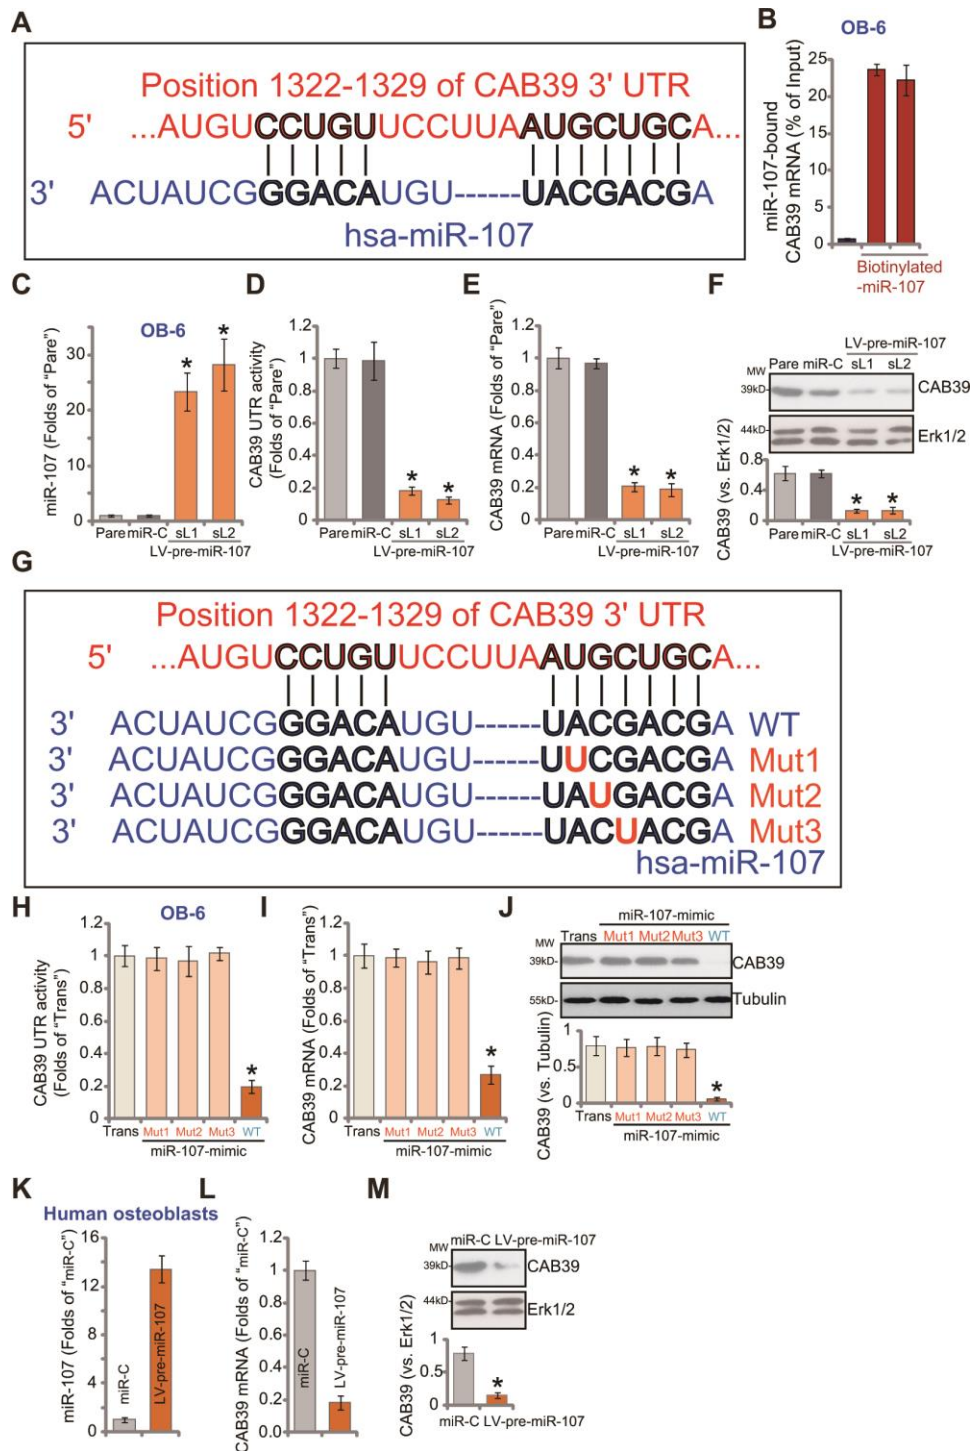 A
Position 1322-1329 of CAB39 3' UTR
5' ...AUGUCCUGUUCCUUAAUGCUGCA...
3' ACUAUCGGGACAUGU------UACGACGA
hsa-miR-107
B
OB-6
miR-107-bound
CAB39 mRNA (% of Input)
25
20
15
10
5
0
Biotinylated
-miR-107
C
OB-6
miR-107 (Folds of "Pare")
30
20
10
0
* *
Pare miR-C sL1 sL2
LV-pre-miR-107
D
CAB39 UTR activity
(Folds of "Pare")
1.2
1
0.8
0.6
0.4
0.2
0
* *
Pare miR-C sL1 sL2
LV-pre-miR-107
E
CAB39 mRNA (Folds of "Pare")
1.2
1
0.8
0.6
0.4
0.2
0
* *
Pare miR-C sL1 sL2
LV-pre-miR-107
F
LV-pre-miR-107
Pare miR-C sL1 sL2
MW
39kD-
CAB39
44kD-
Erk1/2
CAB39 (vs. Erk1/2)
0.8
0.4
0
* *
Pare miR-C sL1 sL2
LV-pre-miR-107
G
Position 1322-1329 of CAB39 3' UTR
5' ...AUGUCCUGUUCCUUAAUGCUGCA...
3' ACUAUCGGGACAUGU------UACGACGA WT
3' ACUAUCGGGACAUGU------UUCGACGA Mut1
3' ACUAUCGGGACAUGU------UAUGACGA Mut2
3' ACUAUCGGGACAUGU------UACUACGA Mut3
hsa-miR-107
H
OB-6
CAB39 UTR activity
(Folds of "Trans")
1.2
1
0.8
0.6
0.4
0.2
0
*
Trans Mut1 Mut2 Mut3 WT
miR-107-mimic
I
CAB39 mRNA (Folds of "Trans")
1.2
1
0.8
0.6
0.4
0.2
0
*
Trans Mut1 Mut2 Mut3 WT
miR-107-mimic
J
miR-107-mimic
Trans Mut1 Mut2 Mut3 WT
MW
39kD-
CAB39
55kD-
Tubulin
CAB39 (vs. Tubulin)
1
0.5
0
*
Trans Mut1 Mut2 Mut3 WT
miR-107-mimic
K
Human osteoblasts
miR-107 (Folds of "miR-C")
16
14
12
10
8
6
4
2
0
miR-C
LV-pre-miR-107
L
CAB39 mRNA (Folds of "miR-C")
1.2
1
0.8
0.6
0.4
0.2
0
miR-C
LV-pre-miR-107
M
miR-C LV-pre-miR-107
MW
39kD-
CAB39
44kD-
Erk1/2
CAB39 (vs. Erk1/2)
1
0.5
0
*
miR-C LV-pre-miR-107